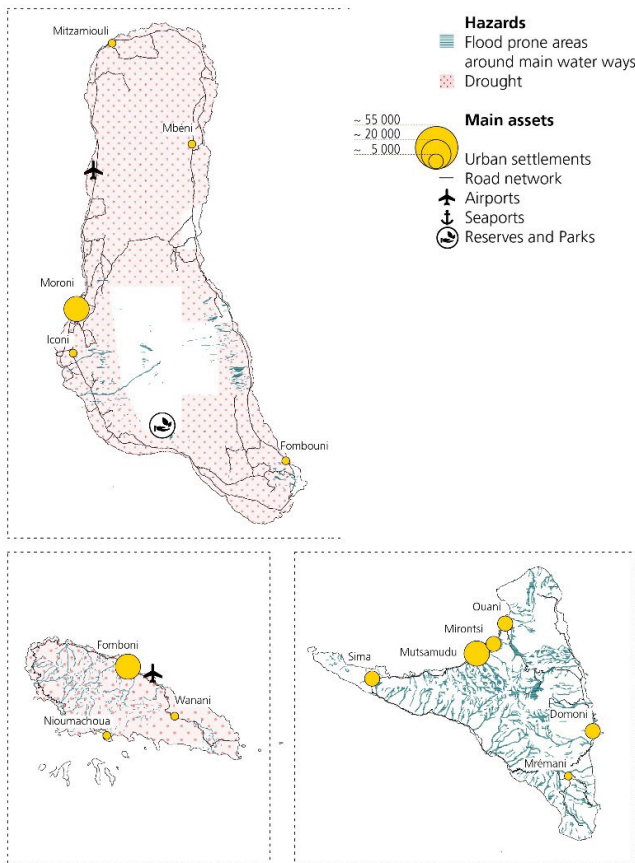 Hazards
Flood prone areas
around main water ways
Drought
Main assets
~ 55 000
~ 20 000
~ 5 000
Urban settlements
Road network
Airports
Seaports
Reserves and Parks
Mitzamiouli
Mbéni
Moroni
Iconi
Fombouni
Fomboni
Wanani
Nioumachoua
Ouani
Mirontsi
Mutsamudu
Sima
Domoni
Mrémani